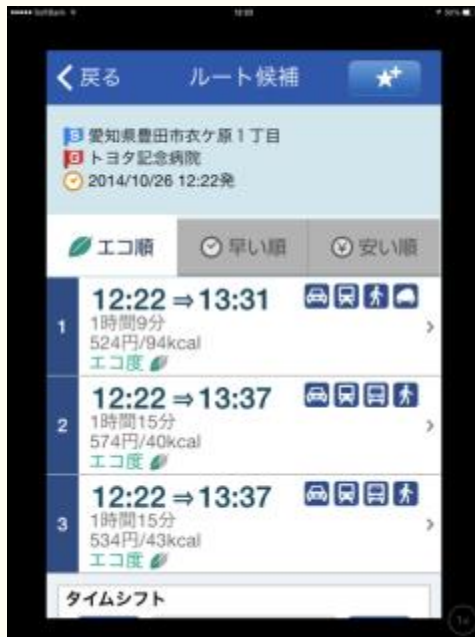 戻る ルート候補
愛知県豊田市衣ケ原1丁目
トヨタ記念病院
2014/10/26 12:22発
エコ順 早い順 安い順
1
12:22⇒13:31
1時間9分
524円/94kcal
エコ度
2
12:22⇒13:37
1時間15分
574円/40kcal
エコ度
3
12:22⇒13:37
1時間15分
534円/43kcal
エコ度
タイムシフト